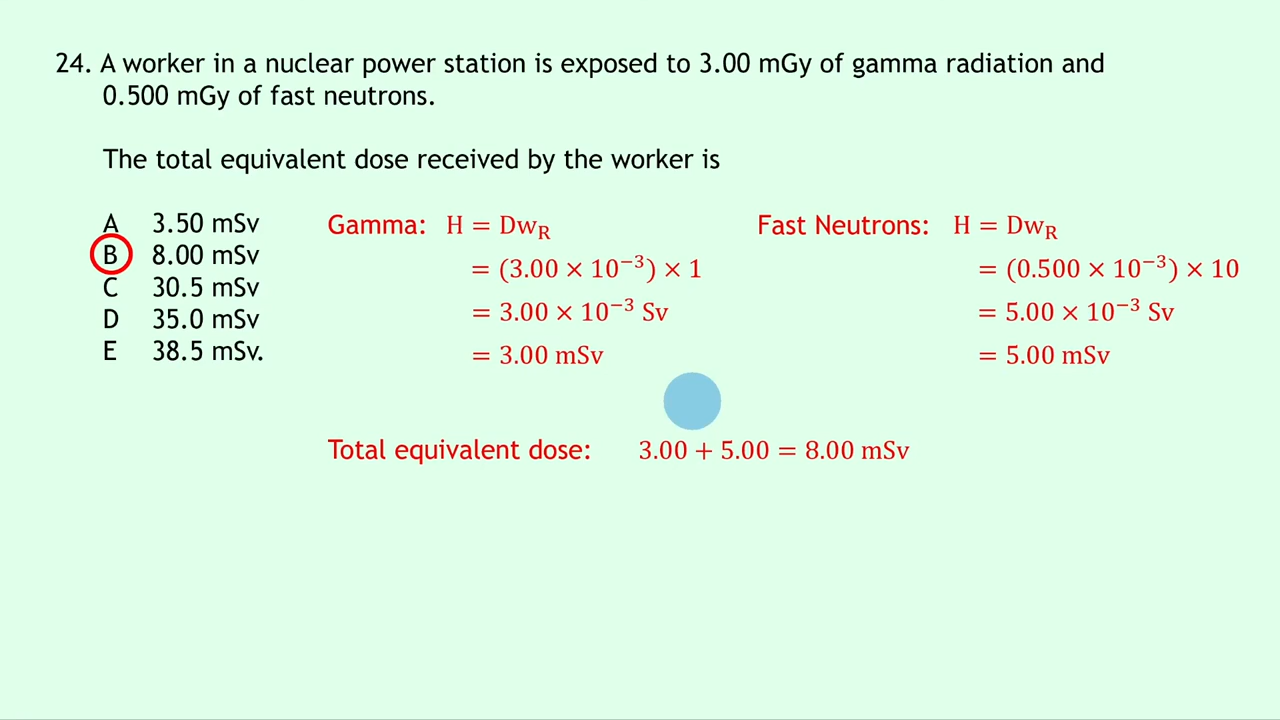 24. A worker in a nuclear power station is exposed to 3.00 mGy of gamma radiation and
0.500 mGy of fast neutrons.
The total equivalent dose received by the worker is
A 3.50 mSv
B 8.00 mSv
C 30.5 mSv
D 35.0 mSv
E 38.5 mSv.
Gamma: H = Dw_R
= (3.00 × 10⁻³) × 1
= 3.00 × 10⁻³ Sv
= 3.00 mSv
Fast Neutrons: H = Dw_R
= (0.500 × 10⁻³) × 10
= 5.00 × 10⁻³ Sv
= 5.00 mSv
Total equivalent dose: 3.00 + 5.00 = 8.00 mSv